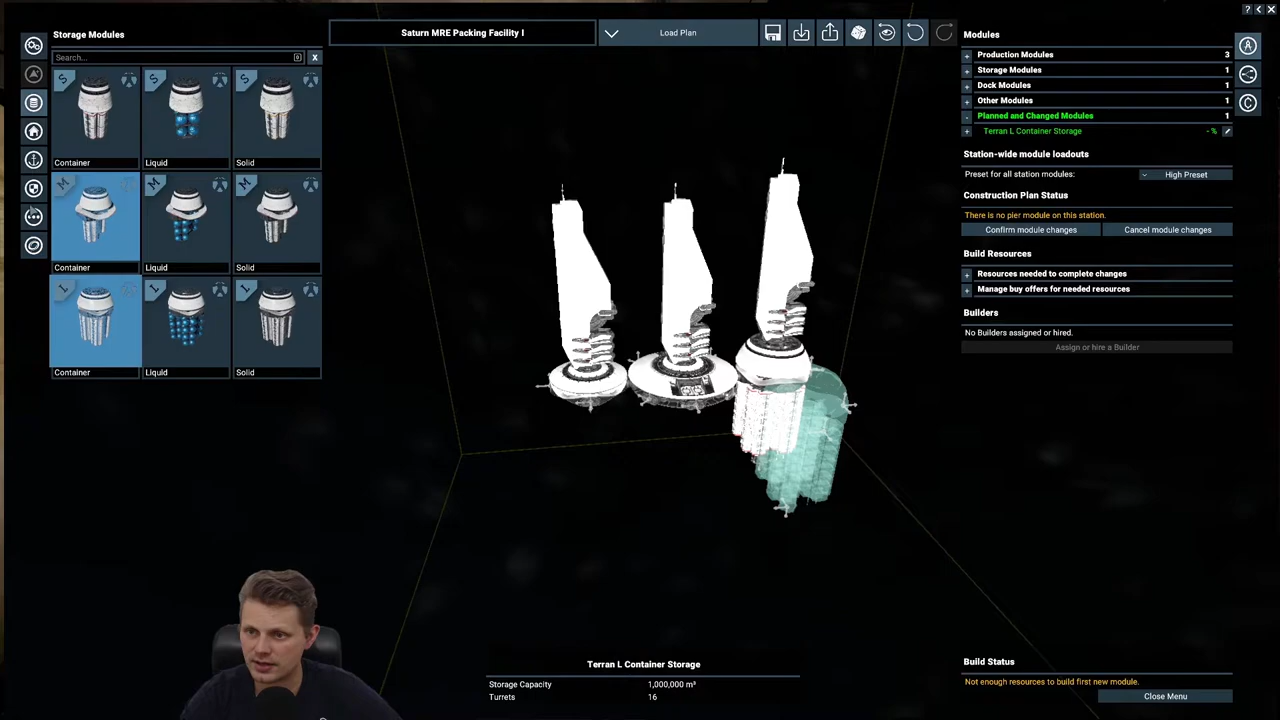 ? < X
Storage Modules
Search...
X
S
S
S
Container
Liquid
Solid
M
M
M
Container
Liquid
Solid
L
L
L
Container
Liquid
Solid
Saturn MRE Packing Facility I
Load Plan
Modules
+ Production Modules 3
+ Storage Modules 1
+ Dock Modules 1
+ Other Modules 1
- Planned and Changed Modules 1
+ Terran L Container Storage - %
Station-wide module loadouts
Preset for all station modules: High Preset
Construction Plan Status
There is no pier module on this station.
Confirm module changes
Cancel module changes
Build Resources
+ Resources needed to complete changes
+ Manage buy offers for needed resources
Builders
No Builders assigned or hired.
Assign or hire a Builder
Terran L Container Storage
Storage Capacity 1,000,000 m³
Turrets 16
Build Status
Not enough resources to build first new module.
Close Menu